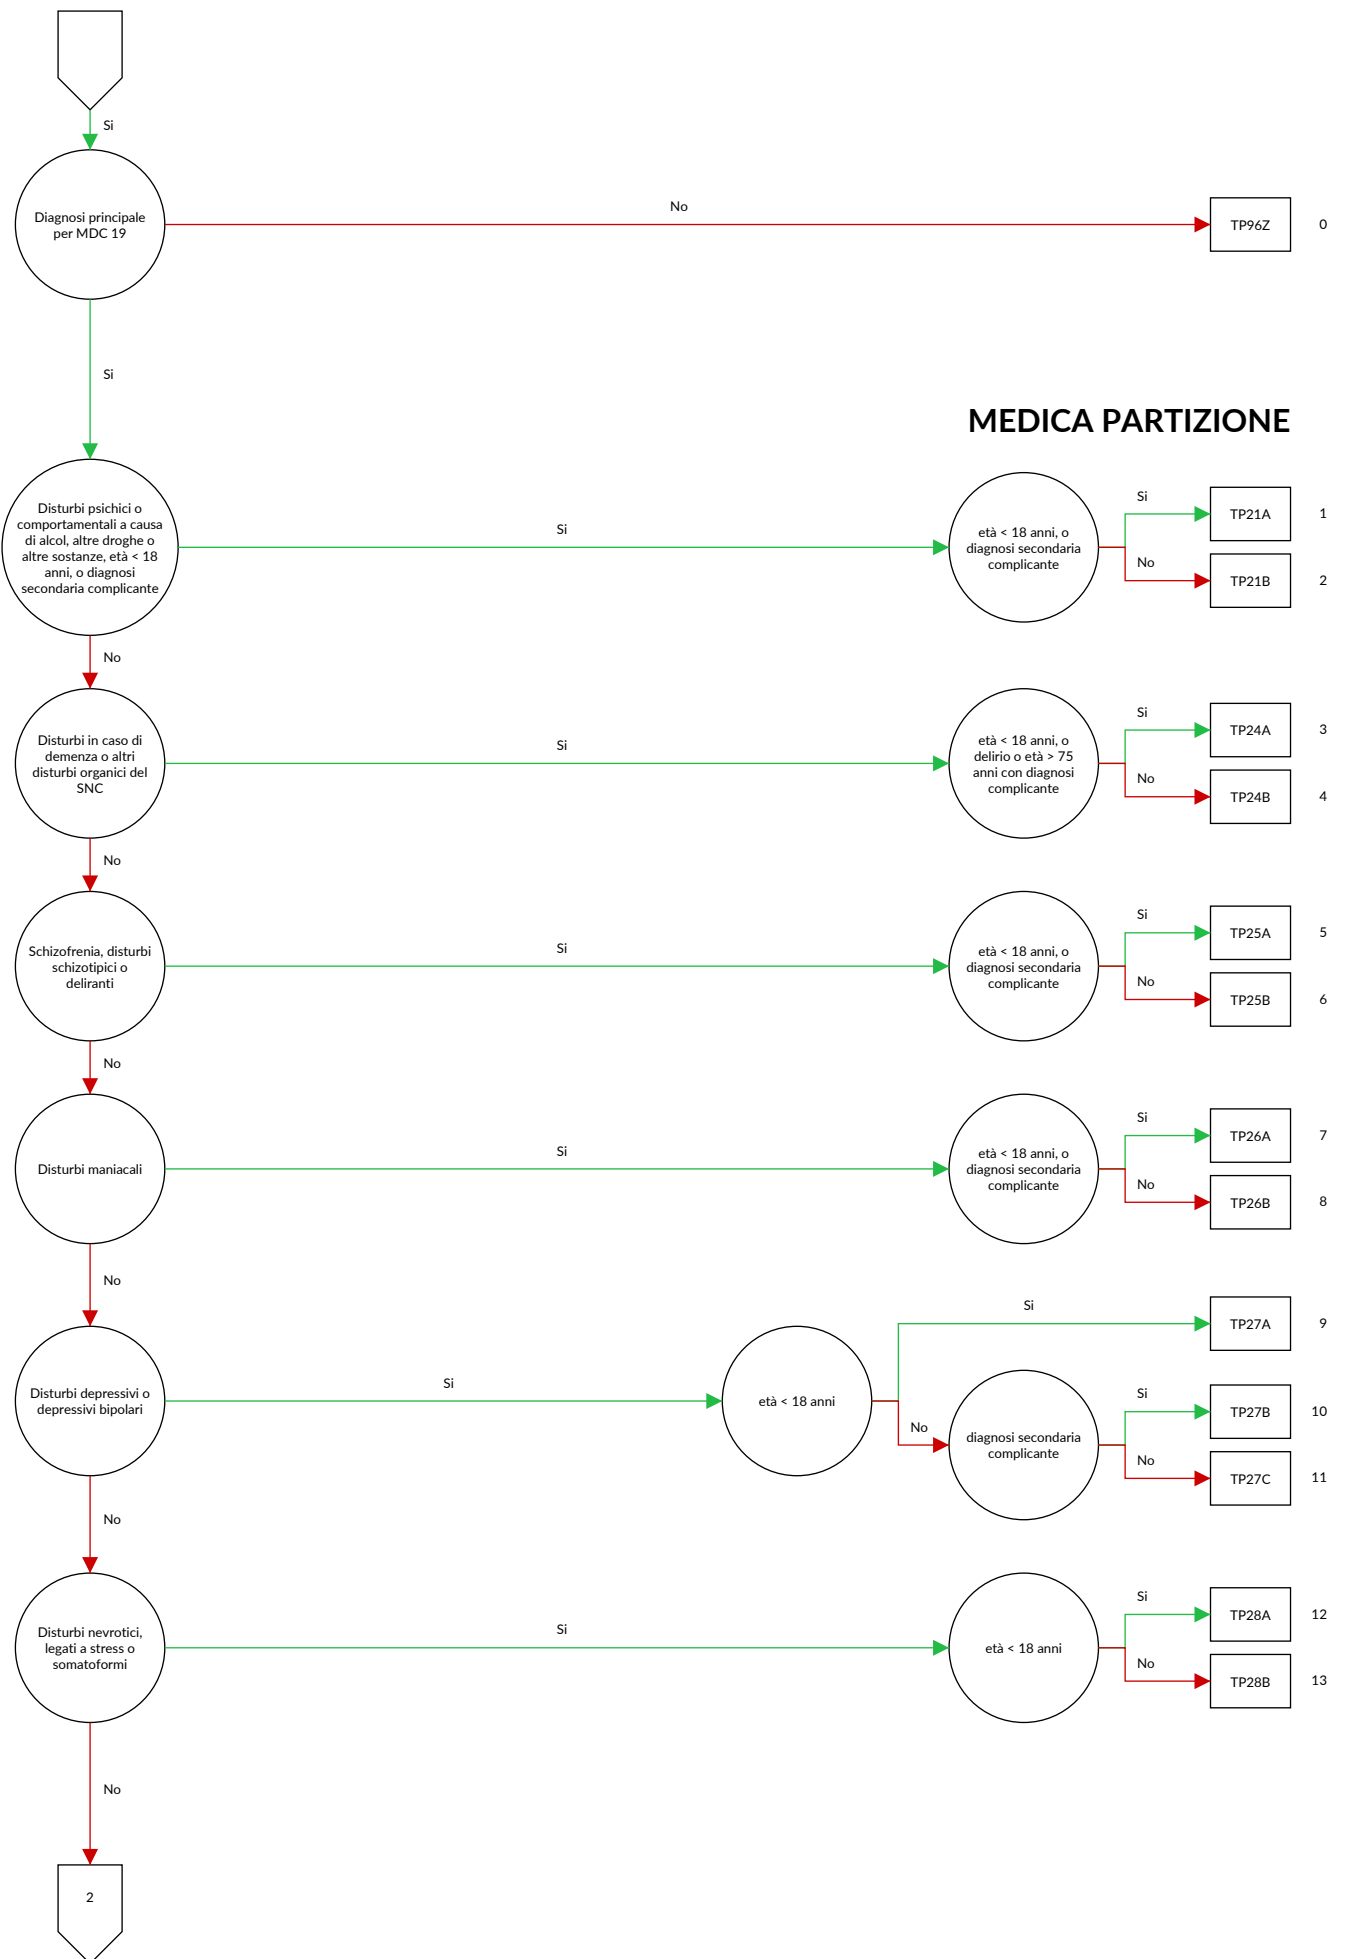 Si
Diagnosi principale
per MDC 19
No
TP96Z
0
Si
MEDICA PARTIZIONE
Disturbi psichici o
comportamentali a causa
di alcol, altre droghe o
altre sostanze, età < 18
anni, o diagnosi
secondaria complicante
Si
età < 18 anni, o
diagnosi secondaria
complicante
Si
TP21A
1
No
TP21B
2
No
Disturbi in caso di
demenza o altri
disturbi organici del
SNC
Si
età < 18 anni, o
delirio o età > 75
anni con diagnosi
complicante
Si
TP24A
3
No
TP24B
4
No
Schizofrenia, disturbi
schizotipici o
deliranti
Si
età < 18 anni, o
diagnosi secondaria
complicante
Si
TP25A
5
No
TP25B
6
No
Disturbi maniacali
Si
età < 18 anni, o
diagnosi secondaria
complicante
Si
TP26A
7
No
TP26B
8
No
Disturbi depressivi o
depressivi bipolari
Si
età < 18 anni
Si
TP27A
9
No
diagnosi secondaria
complicante
Si
TP27B
10
No
TP27C
11
No
Disturbi nevrotici,
legati a stress o
somatoformi
Si
età < 18 anni
Si
TP28A
12
No
TP28B
13
No
2